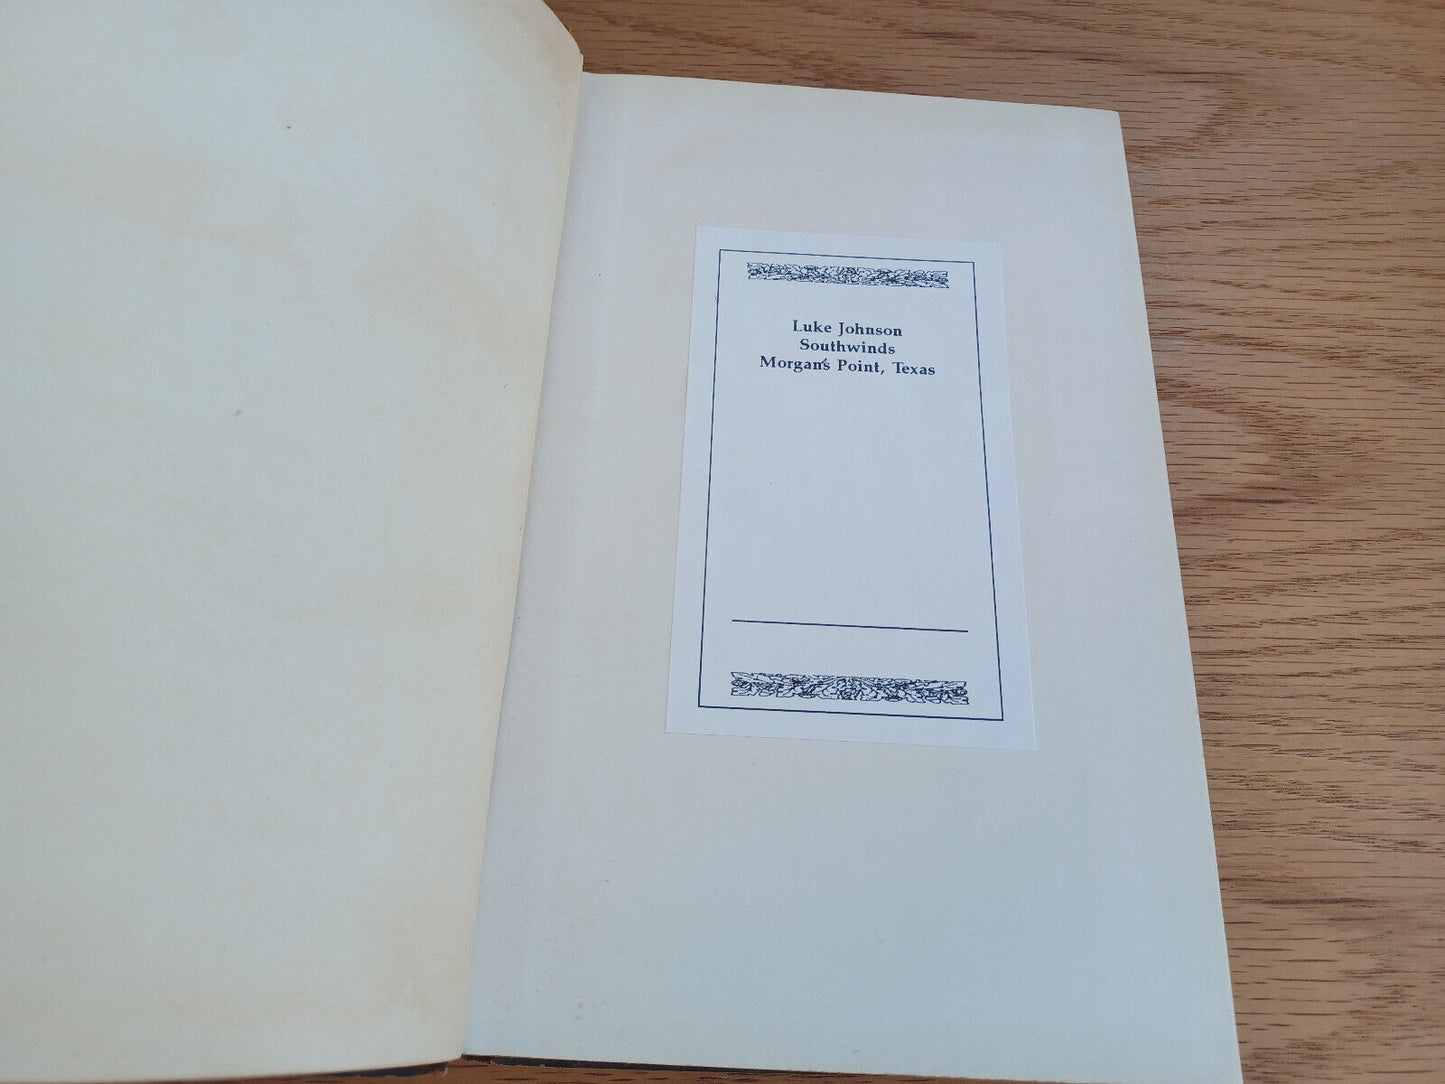 Luke Johnson
Southwinds
Morgan's Point, Texas